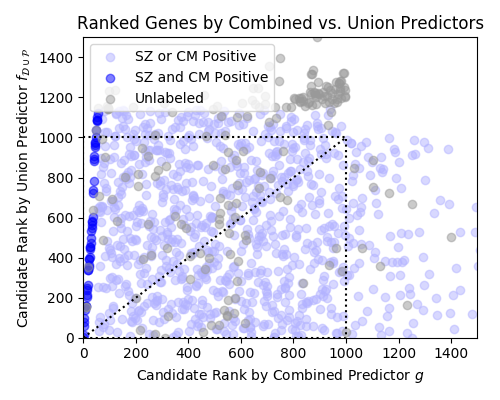 Ranked Genes by Combined vs. Union Predictors
SZ or CM Positive
SZ and CM Positive
Unlabeled
Candidate Rank by Union Predictor f_{𝒟∪𝒫}
1400
1200
1000
800
600
400
200
0
0 200 400 600 800 1000 1200 1400
Candidate Rank by Combined Predictor g